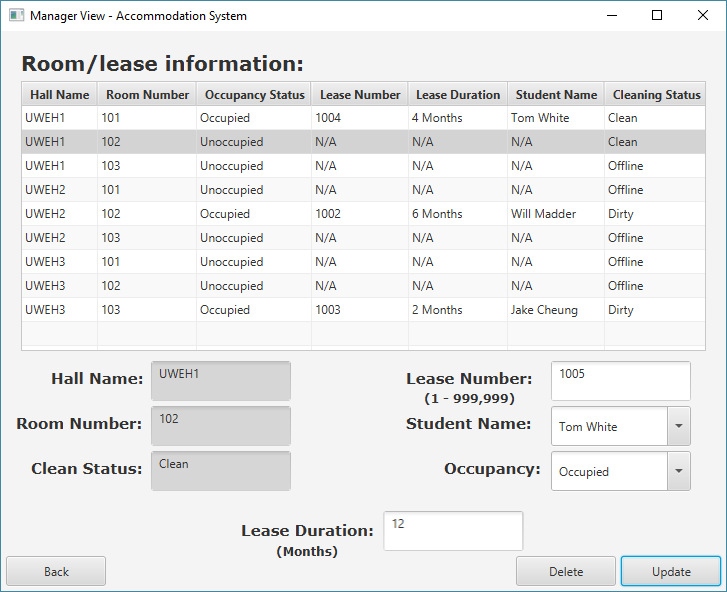 Manager View - Accommodation System
Room/lease information:
Hall Name Room Number Occupancy Status Lease Number Lease Duration Student Name Cleaning Status
UWEH1 101 Occupied 1004 4 Months Tom White Clean
UWEH1 102 Unoccupied N/A N/A N/A Clean
UWEH1 103 Unoccupied N/A N/A N/A Offline
UWEH2 101 Unoccupied N/A N/A N/A Offline
UWEH2 102 Occupied 1002 6 Months Will Madder Dirty
UWEH2 103 Unoccupied N/A N/A N/A Offline
UWEH3 101 Unoccupied N/A N/A N/A Offline
UWEH3 102 Unoccupied N/A N/A N/A Offline
UWEH3 103 Occupied 1003 2 Months Jake Cheung Dirty
Hall Name: UWEH1 Lease Number: 1005
(1 - 999,999)
Room Number: 102 Student Name: Tom White
Clean Status: Clean Occupancy: Occupied
Lease Duration: 12
(Months)
Back Delete Update